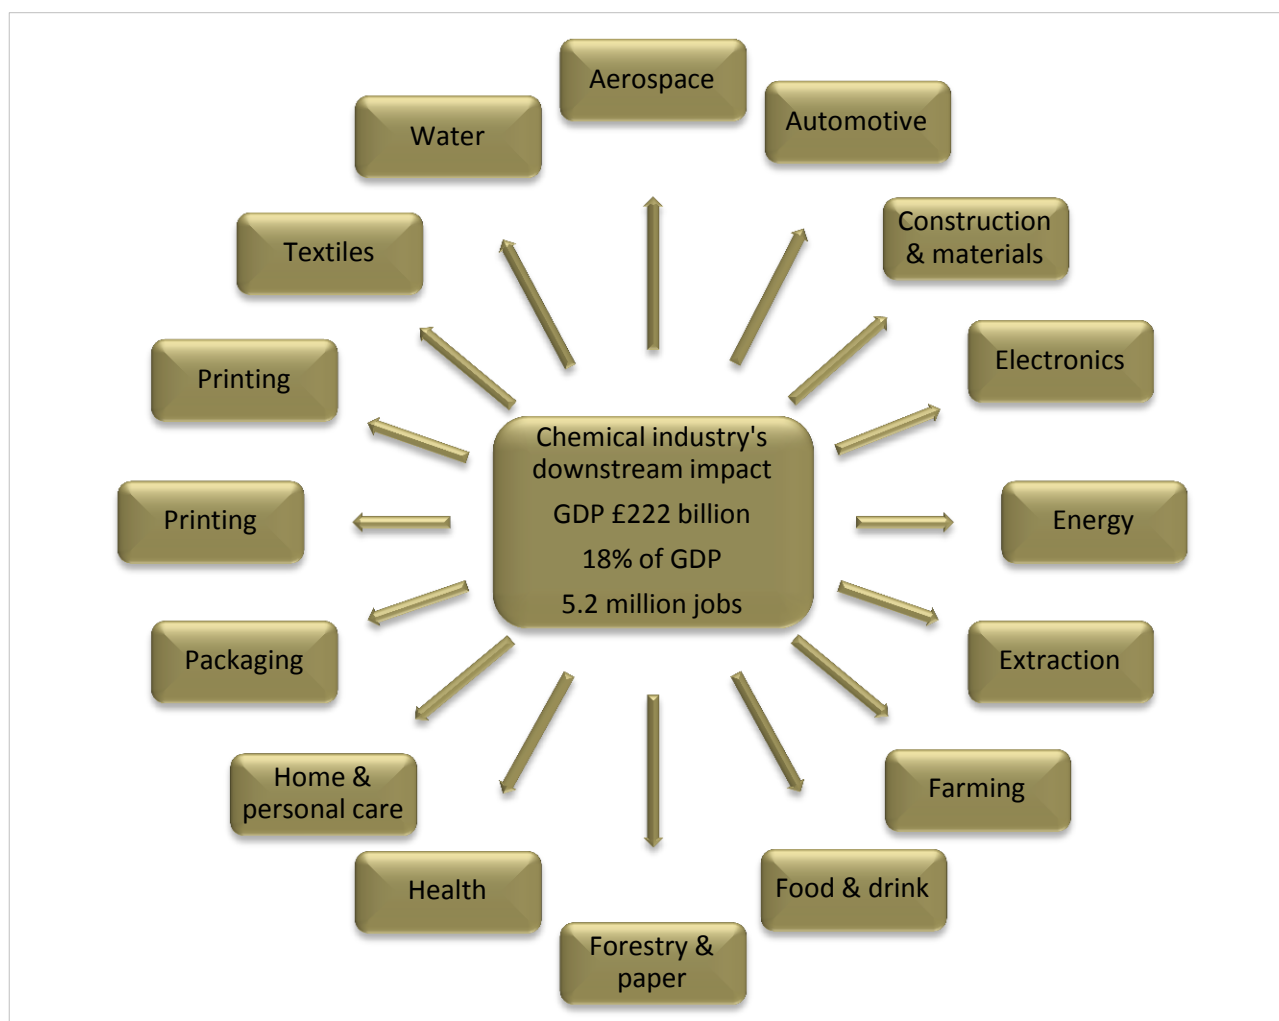 Aerospace
Automotive
Construction
& materials
Electronics
Energy
Extraction
Farming
Food & drink
Forestry &
paper
Health
Home &
personal care
Packaging
Printing
Printing
Textiles
Water
Chemical industry's
downstream impact
GDP £222 billion
18% of GDP
5.2 million jobs